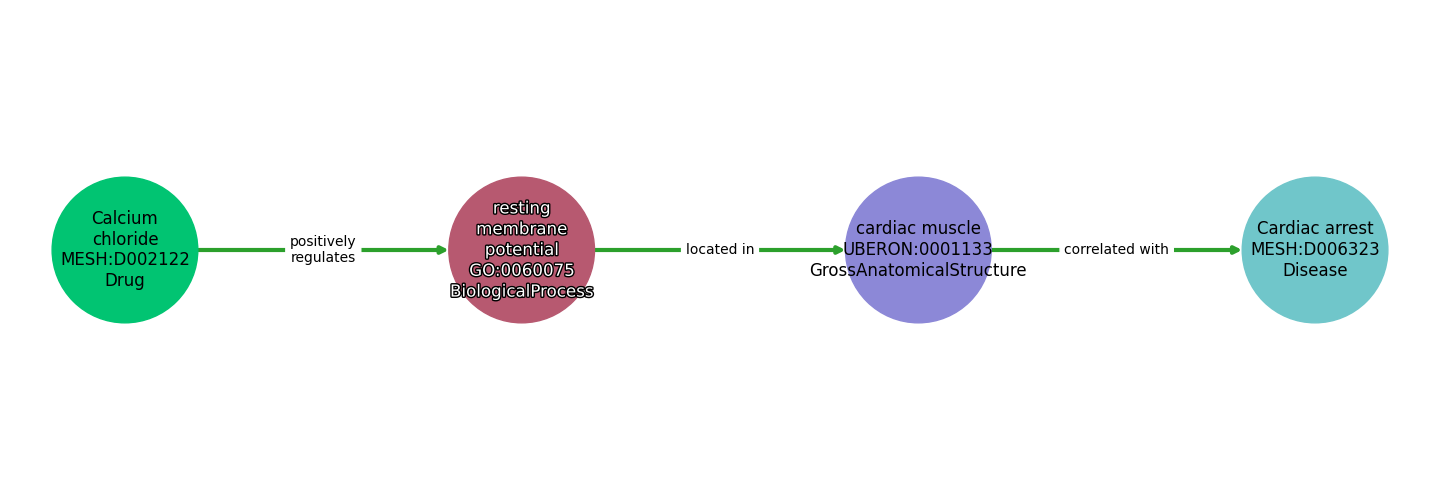 Calcium
chloride
MESH:D002122
Drug
positively
regulates
resting
membrane
potential
GO:0060075
BiologicalProcess
located in
cardiac muscle
UBERON:0001133
GrossAnatomicalStructure
correlated with
Cardiac arrest
MESH:D006323
Disease